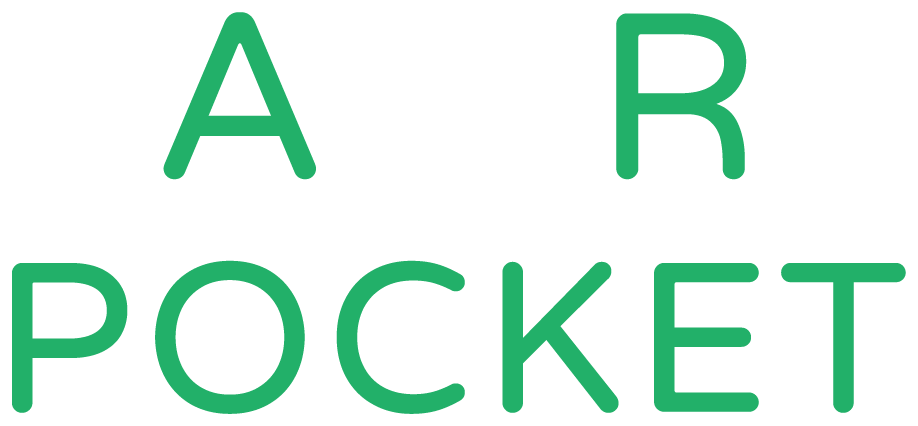 A R
POCKET